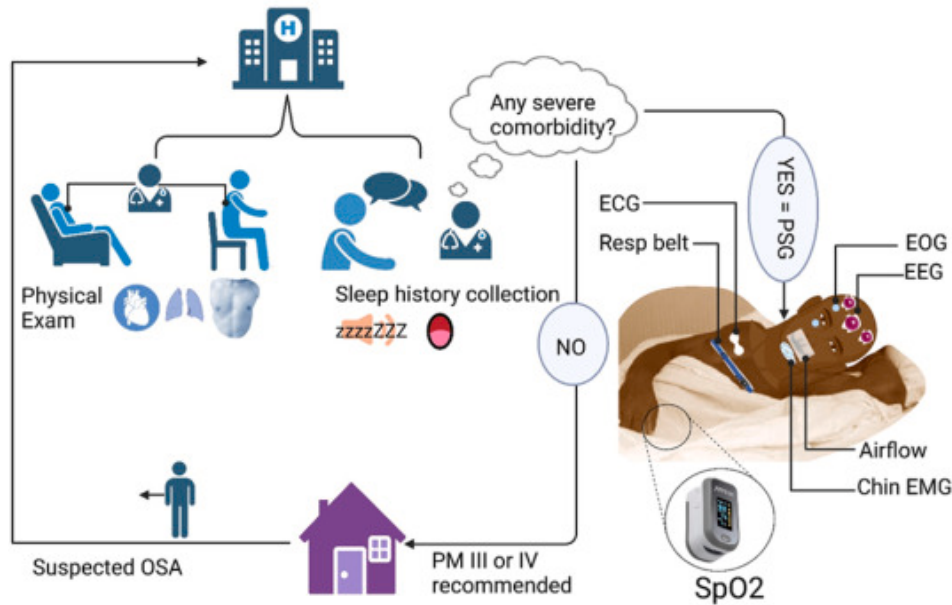 H
Any severe
comorbidity?
YES = PSG
ECG
Resp belt
EOG
EEG
Physical
Exam
Sleep history collection
zzzzZZZ
NO
Airflow
Chin EMG
Suspected OSA
PM III or IV
recommended
SpO2